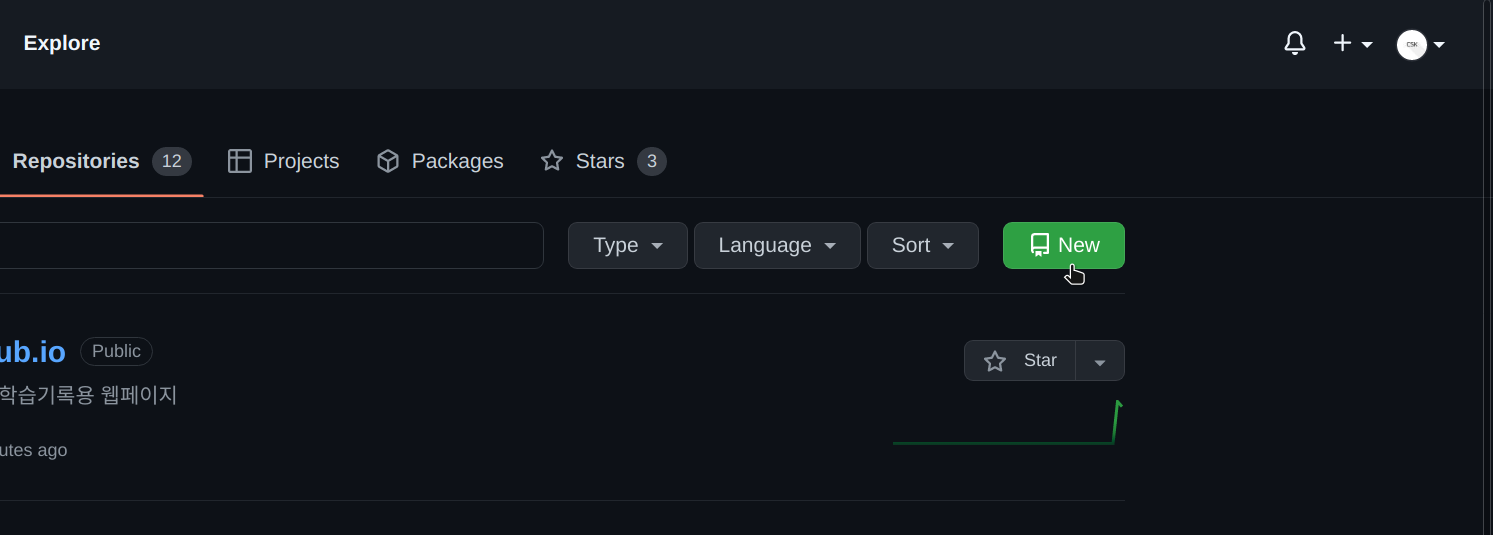 Explore
CSK
Repositories 12 Projects Packages Stars 3
Type Language Sort New
ub.io Public
Star
학습기록용 웹페이지
utes ago